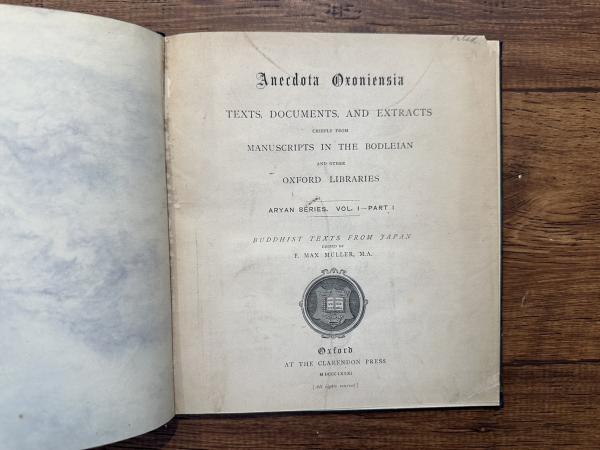 Anecdota Oxoniensia
TEXTS, DOCUMENTS, AND EXTRACTS
CHIEFLY FROM
MANUSCRIPTS IN THE BODLEIAN
AND OTHER
OXFORD LIBRARIES
ARYAN SERIES. VOL. I—PART I
BUDDHIST TEXTS FROM JAPAN
EDITED BY
F. MAX MÜLLER, M.A.
Oxford
AT THE CLARENDON PRESS
MDCCCLXXXI
[All rights reserved]